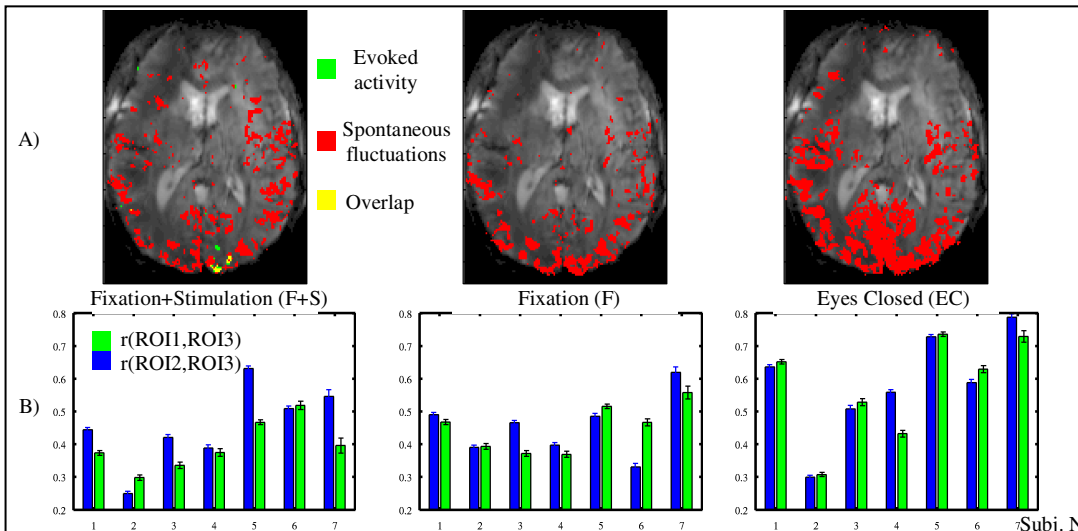 A)
Evoked
activity
Spontaneous
fluctuations
Overlap
Fixation+Stimulation (F+S)
Fixation (F)
Eyes Closed (EC)
B)
0.8
0.7
0.6
0.5
0.4
0.3
0.2
r(ROI1,ROI3)
r(ROI2,ROI3)
1 2 3 4 5 6 7
0.8
0.7
0.6
0.5
0.4
0.3
0.2
1 2 3 4 5 6 7
0.8
0.7
0.6
0.5
0.4
0.3
0.2
1 2 3 4 5 6 7
Subj. N